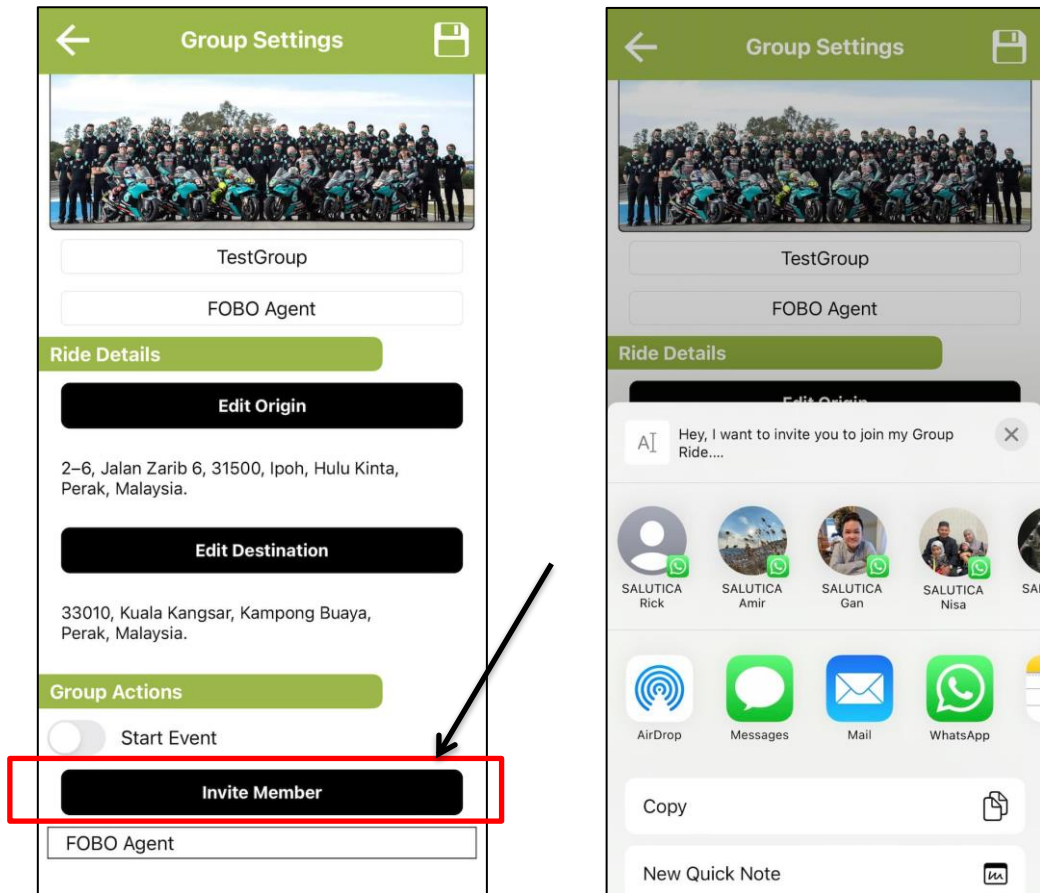 Group Settings
TestGroup
FOBO Agent
Ride Details
Edit Origin
2–6, Jalan Zarib 6, 31500, Ipoh, Hulu Kinta,
Perak, Malaysia.
Edit Destination
33010, Kuala Kangsar, Kampong Buaya,
Perak, Malaysia.
Group Actions
Start Event
Invite Member
FOBO Agent
Group Settings
TestGroup
FOBO Agent
Ride Details
Edit Origin
Hey, I want to invite you to join my Group
Ride....
SALUTICA
Rick
SALUTICA
Amir
SALUTICA
Gan
SALUTICA
Nisa
AirDrop
Messages
Mail
WhatsApp
Copy
New Quick Note